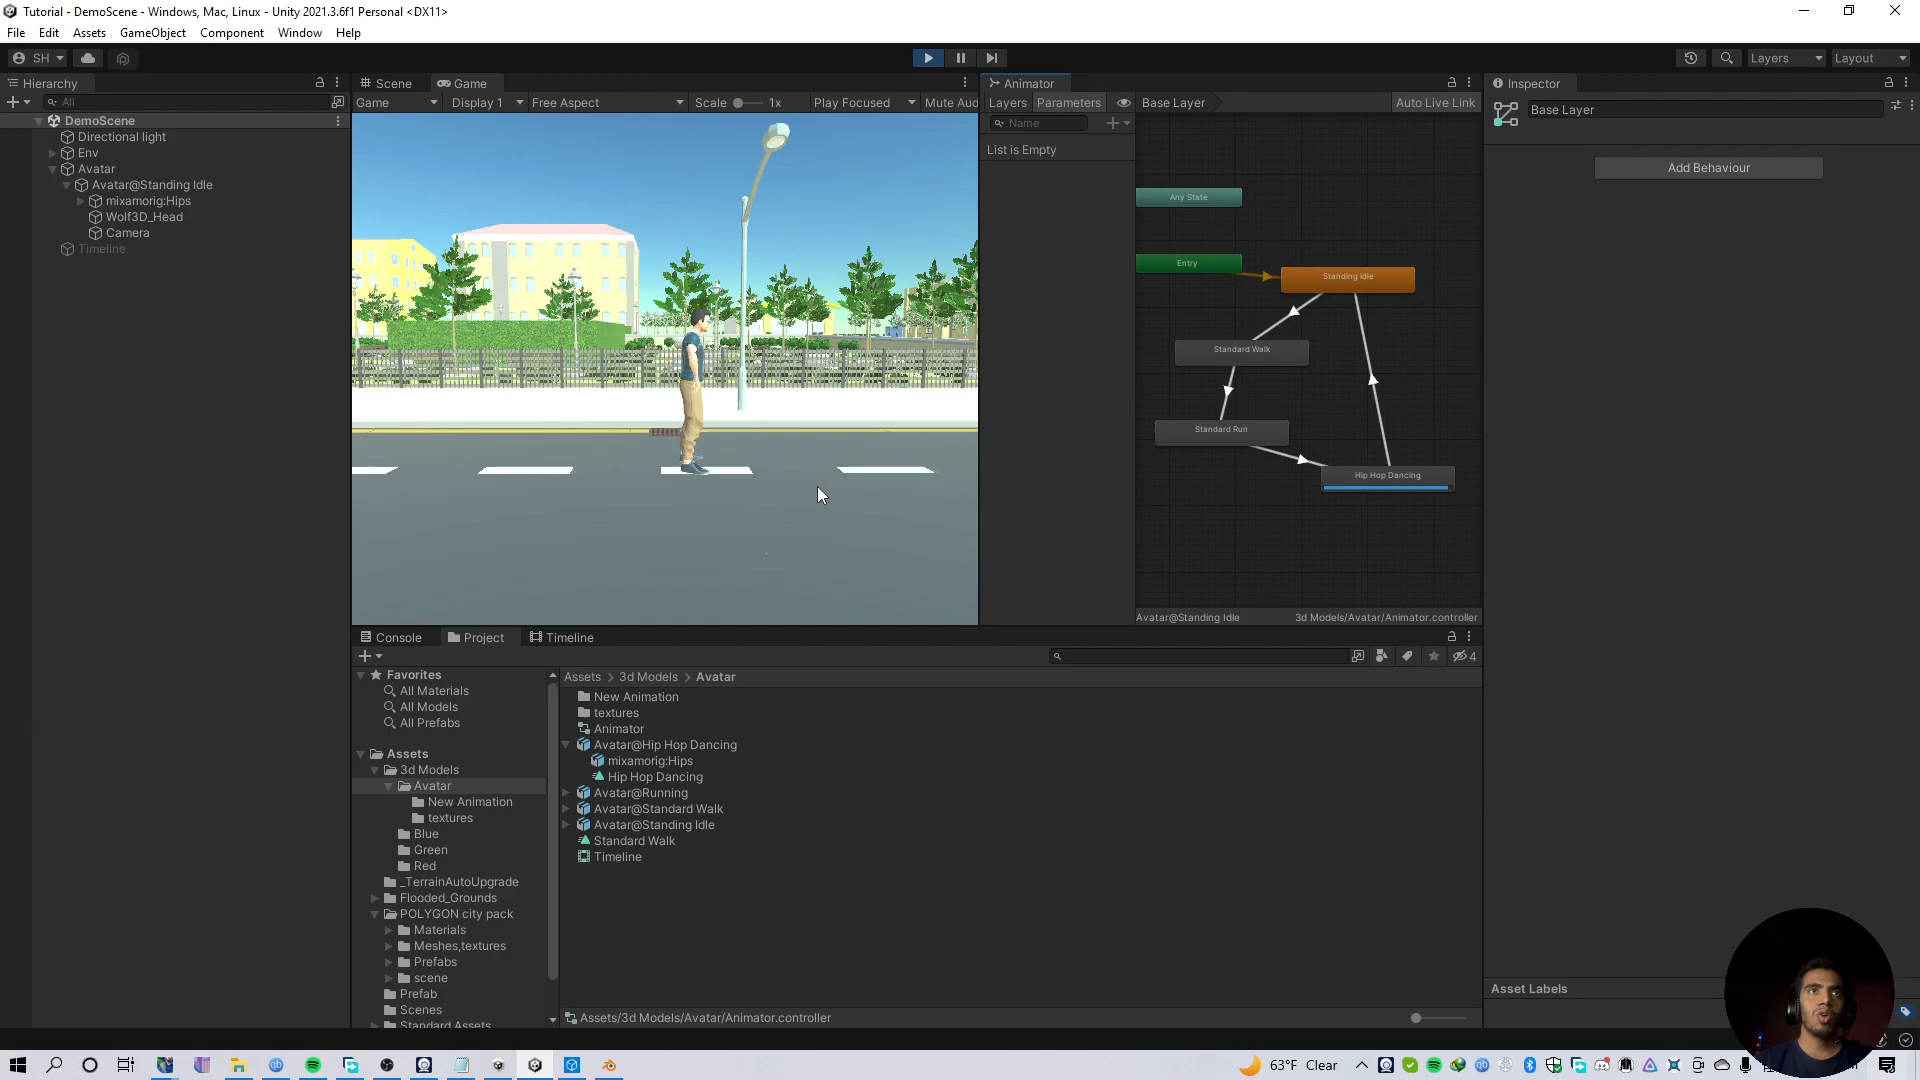 Tutorial - DemoScene - Windows, Mac, Linux - Unity 2021.3.6f1 Personal <DX11>
File Edit Assets GameObject Component Window Help
SH
Layers Layout
Hierarchy
All
DemoScene
Directional light
Env
Avatar
Avatar@Standing Idle
mixamorig:Hips
Wolf3D_Head
Camera
Timeline
Scene Game
Game Display 1 Free Aspect Scale 1x Play Focused Mute Aud
Animator
Layers Parameters Base Layer Auto Live Link
Name
List is Empty
Any State
Entry
Standing Idle
Standard Walk
Standard Run
Hip Hop Dancing
Avatar@Standing Idle 3d Models/Avatar/Animator.controller
Inspector
Base Layer
Add Behaviour
Asset Labels
Console Project Timeline
4
Favorites
All Materials
All Models
All Prefabs
Assets
3d Models
Avatar
New Animation
textures
Blue
Green
Red
_TerrainAutoUpgrade
Flooded_Grounds
POLYGON city pack
Materials
Meshes,textures
Prefabs
scene
Prefab
Scenes
Standard Assets
Assets > 3d Models > Avatar
New Animation
textures
Animator
Avatar@Hip Hop Dancing
mixamorig:Hips
Hip Hop Dancing
Avatar@Running
Avatar@Standard Walk
Avatar@Standing Idle
Standard Walk
Timeline
Assets/3d Models/Avatar/Animator.controller
63°F Clear